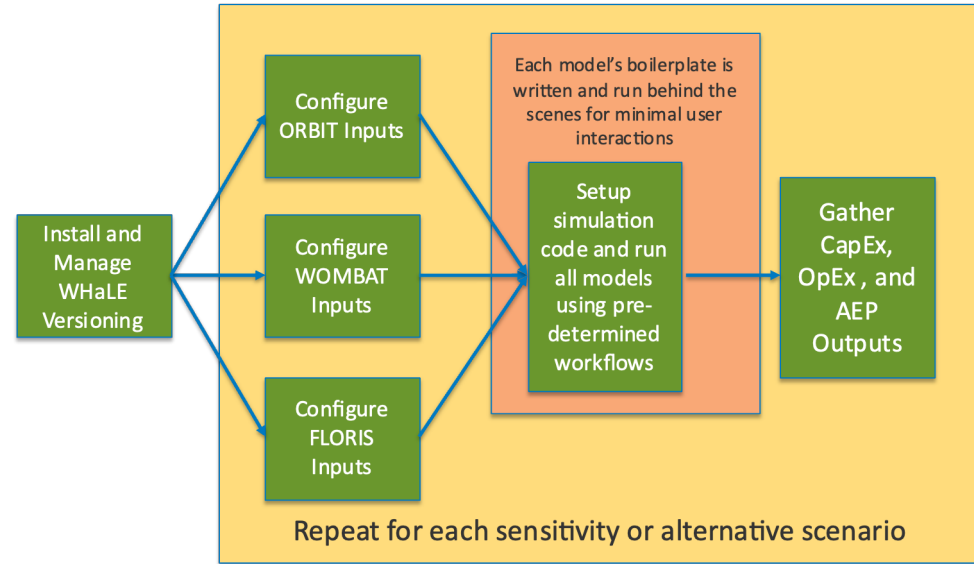 Install and
Manage
WHaLE
Versioning
Configure
ORBIT Inputs
Configure
WOMBAT
Inputs
Configure
FLORIS
Inputs
Each model's boilerplate is
written and run behind the
scenes for minimal user
interactions
Setup
simulation
code and run
all models
using pre-
determined
workflows
Gather
CapEx,
OpEx , and
AEP
Outputs
Repeat for each sensitivity or alternative scenario